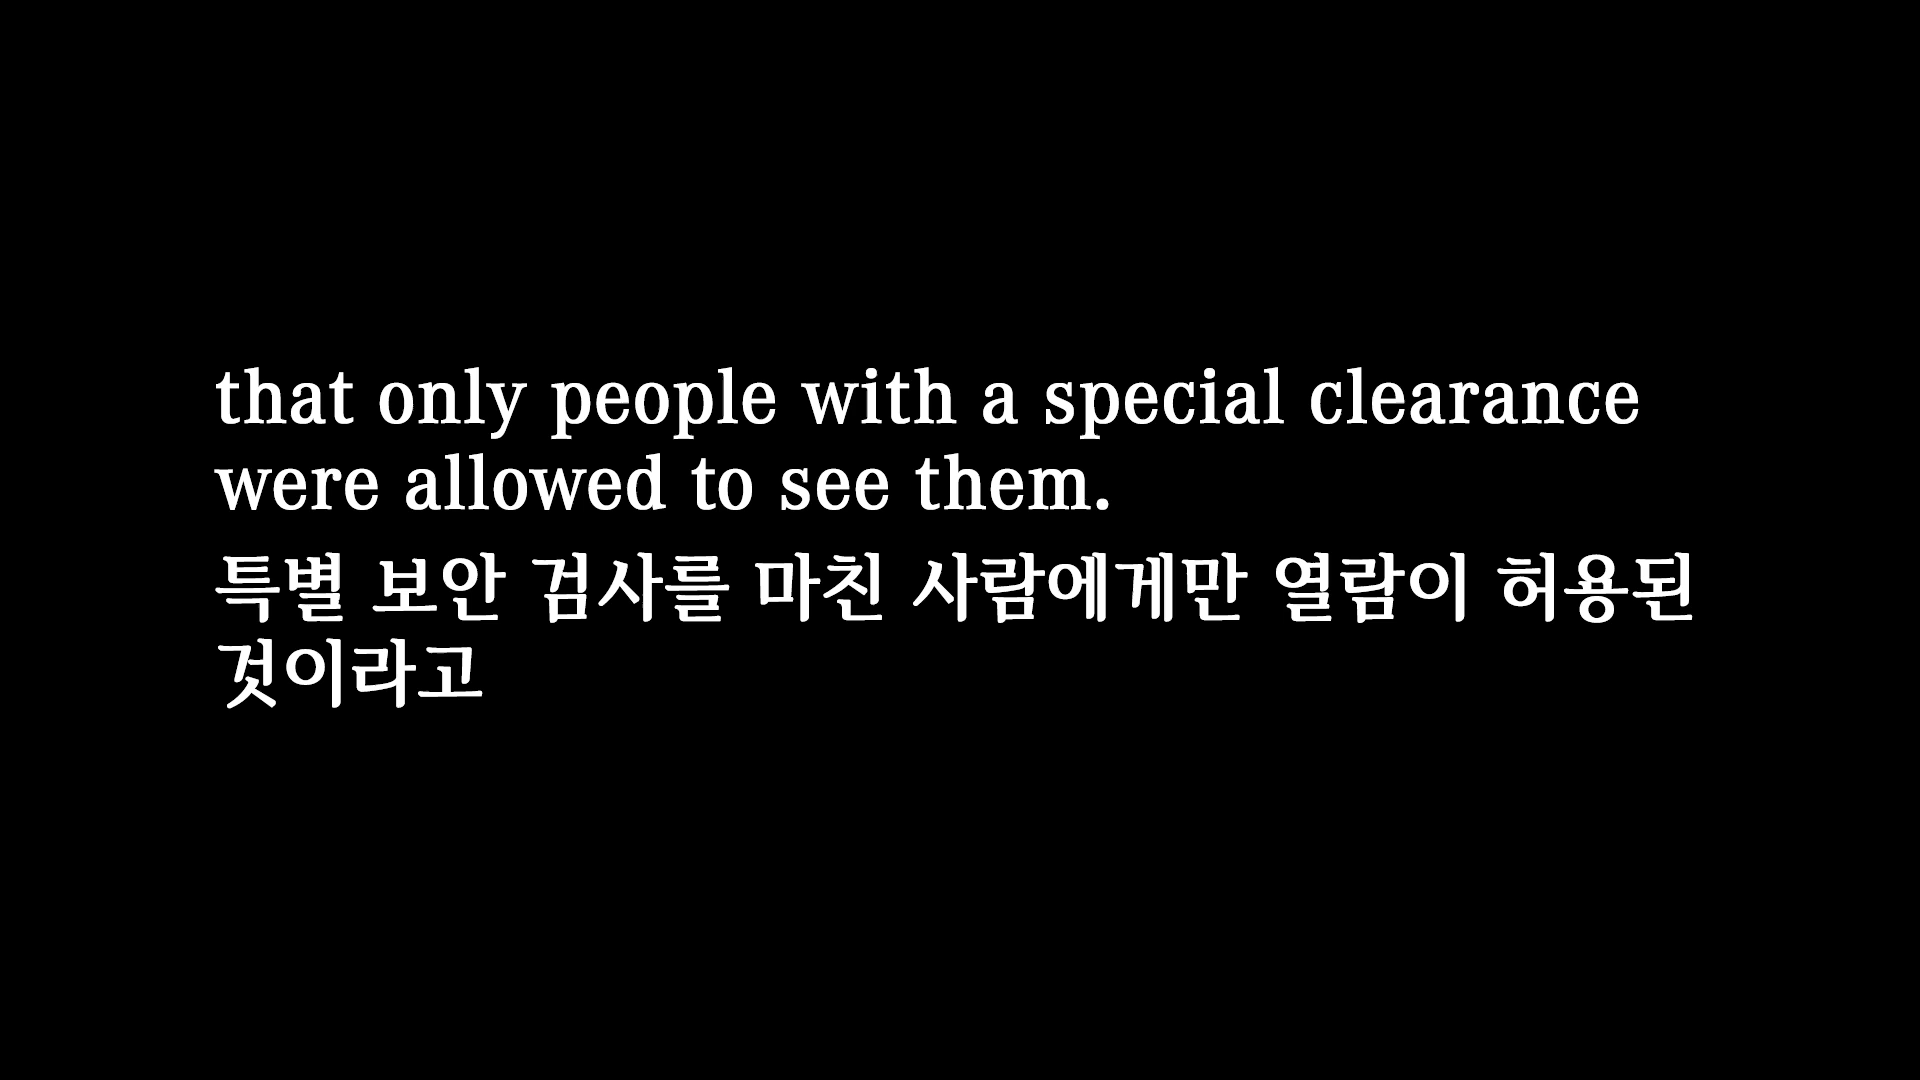 that only people with a special clearance
were allowed to see them.
특별 보안 검사를 마친 사람에게만 열람이 허용된
것이라고